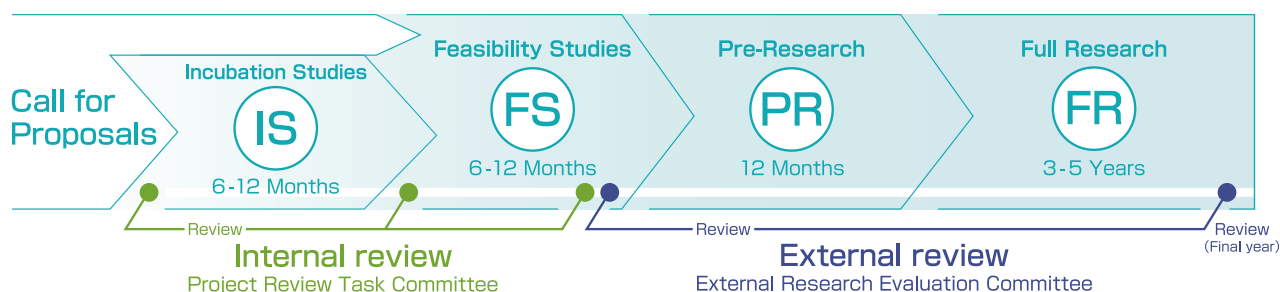 Call for
Proposals
Incubation Studies
IS
6-12 Months
Feasibility Studies
FS
6-12 Months
Pre-Research
PR
12 Months
Full Research
FR
3-5 Years
Review
Internal review
Project Review Task Committee
Review
External review
External Research Evaluation Committee
Review
(Final year)